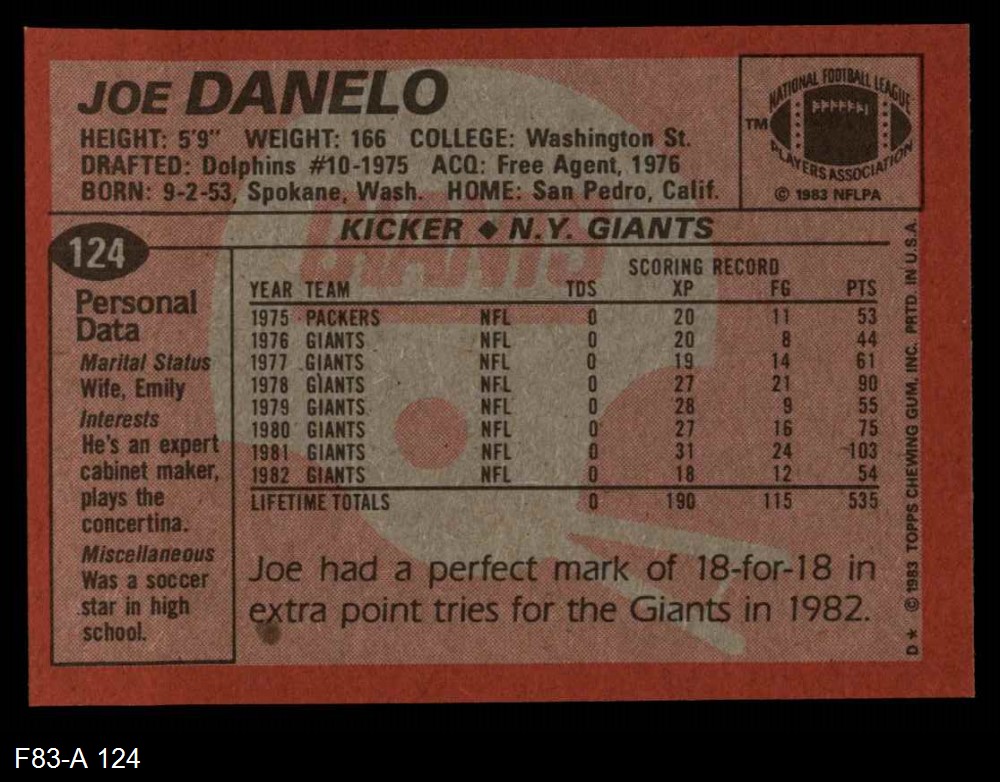 JOE DANELO
HEIGHT: 5'9" WEIGHT: 166 COLLEGE: Washington St.
DRAFTED: Dolphins #10-1975 ACQ: Free Agent, 1976
BORN: 9-2-53, Spokane, Wash. HOME: San Pedro, Calif.
NATIONAL FOOTBALL LEAGUE
TM
PLAYERS ASSOCIATION
© 1983 NFLPA
KICKER ◆ N.Y. GIANTS
GIANTS
124
Personal
Data
Marital Status
Wife, Emily
Interests
He's an expert
cabinet maker,
plays the
concertina.
Miscellaneous
Was a soccer
star in high
school.
SCORING RECORD
YEAR TEAM TDS XP FG PTS
1975 PACKERS NFL 0 20 11 53
1976 GIANTS NFL 0 20 8 44
1977 GIANTS NFL 0 19 14 61
1978 GIANTS NFL 0 27 21 90
1979 GIANTS NFL 0 28 9 55
1980 GIANTS NFL 0 27 16 75
1981 GIANTS NFL 0 31 24 103
1982 GIANTS NFL 0 18 12 54
LIFETIME TOTALS 0 190 115 535
Joe had a perfect mark of 18-for-18 in
extra point tries for the Giants in 1982.
D* © 1983 TOPPS CHEWING GUM, INC. PRTD. IN U.S.A.
F83-A 124